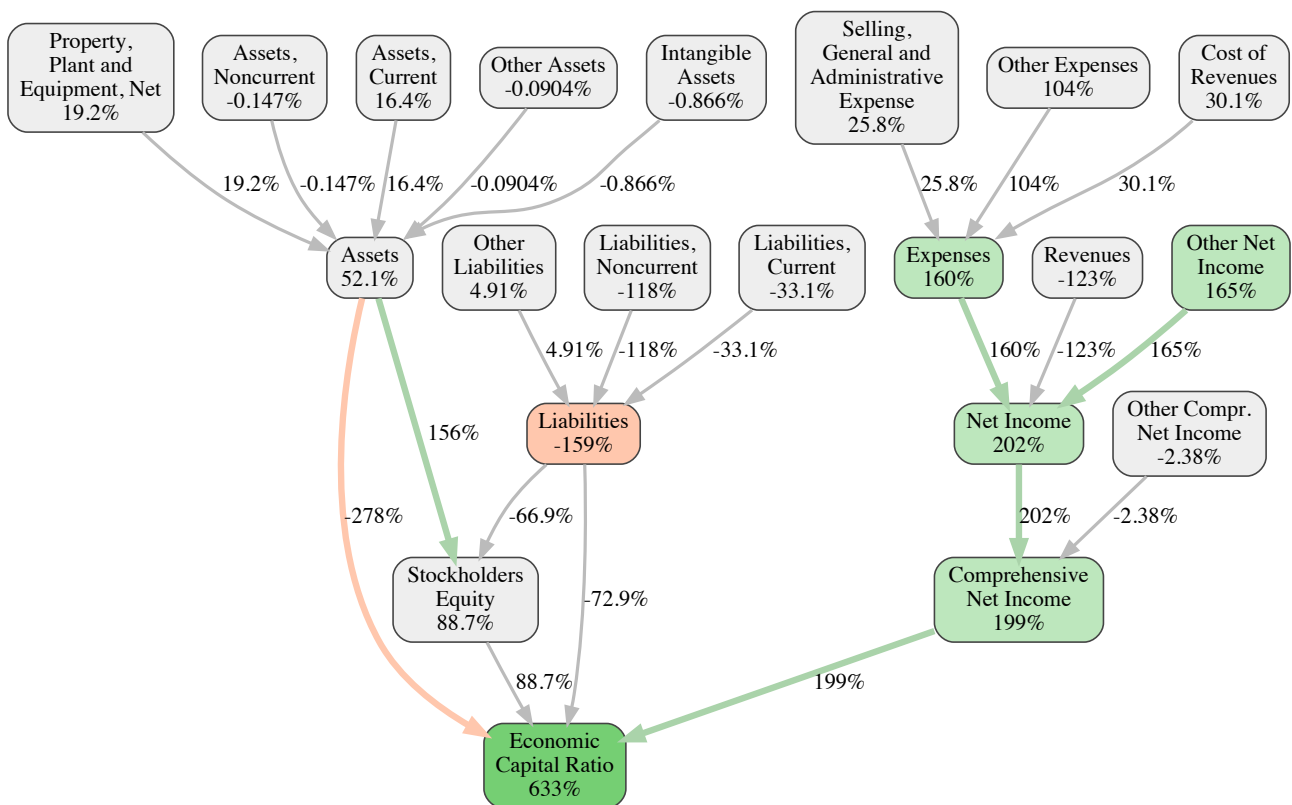 Property,
Plant and
Equipment, Net
19.2%
Assets,
Noncurrent
-0.147%
Assets,
Current
16.4%
Other Assets
-0.0904%
Intangible
Assets
-0.866%
Selling,
General and
Administrative
Expense
25.8%
Other Expenses
104%
Cost of
Revenues
30.1%
19.2%
-0.147%
16.4%
-0.0904%
-0.866%
25.8%
104%
30.1%
Assets
52.1%
Other
Liabilities
4.91%
Liabilities,
Noncurrent
-118%
Liabilities,
Current
-33.1%
Expenses
160%
Revenues
-123%
Other Net
Income
165%
4.91%
-118%
-33.1%
160%
-123%
165%
156%
Liabilities
-159%
Net Income
202%
Other Compr.
Net Income
-2.38%
-278%
-66.9%
202%
-2.38%
Stockholders
Equity
88.7%
-72.9%
Comprehensive
Net Income
199%
88.7%
199%
Economic
Capital Ratio
633%